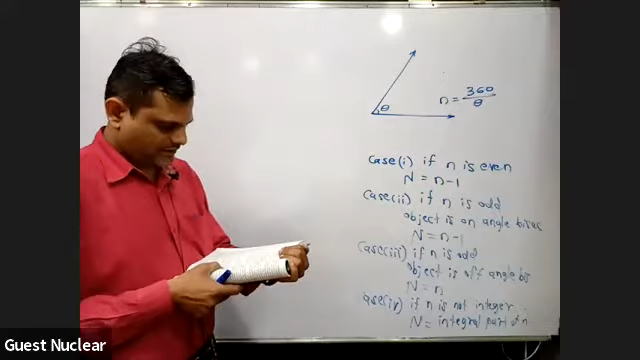 θ
n = 360/θ
Case(i) if n is even
N = n-1
Case(ii) if n is odd
object is on angle bisec
N = n-1
Case(iii) if n is odd
object is off angle bis
N = n
Case(iv) if n is not integer
N = integral part of n
Guest Nuclear